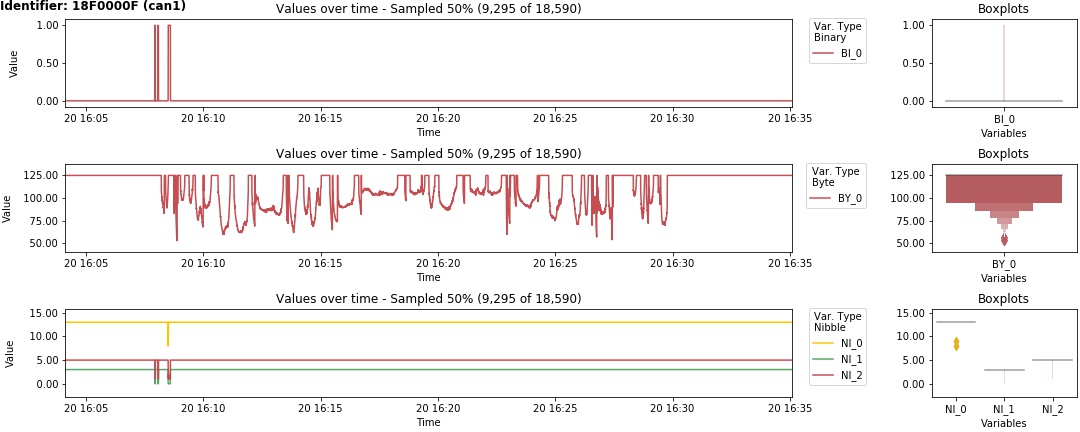 Identifier: 18F0000F (can1)
Values over time - Sampled 50% (9,295 of 18,590)
Boxplots
Value
1.00
0.50
0.00
20 16:05 20 16:10 20 16:15 20 16:20 20 16:25 20 16:30 20 16:35
Time
Var. Type
Binary
BI_0
1.00
0.50
0.00
BI_0
Variables
Values over time - Sampled 50% (9,295 of 18,590)
Boxplots
Value
125.00
100.00
75.00
50.00
20 16:05 20 16:10 20 16:15 20 16:20 20 16:25 20 16:30 20 16:35
Time
Var. Type
Byte
BY_0
125.00
100.00
75.00
50.00
BY_0
Variables
Values over time - Sampled 50% (9,295 of 18,590)
Boxplots
Value
15.00
10.00
5.00
0.00
20 16:05 20 16:10 20 16:15 20 16:20 20 16:25 20 16:30 20 16:35
Time
Var. Type
Nibble
NI_0
NI_1
NI_2
15.00
10.00
5.00
0.00
NI_0 NI_1 NI_2
Variables